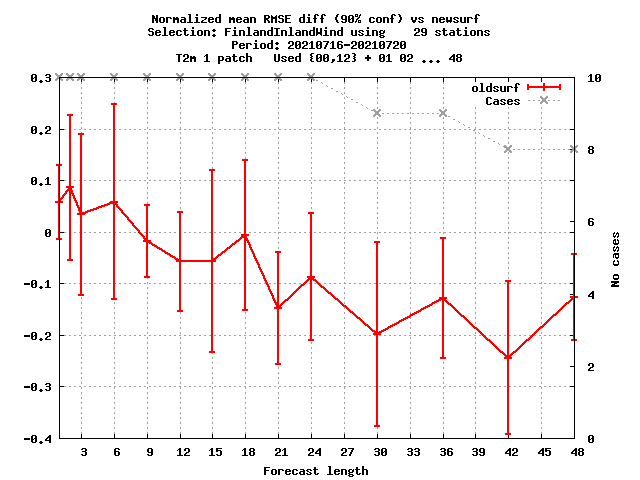 Normalized mean RMSE diff (90% conf) vs newsurf
Selection: FinlandInlandWind using    29 stations
Period: 20210716-20210720
T2m 1 patch   Used {00,12} + 01 02 ... 48
oldsurf
Cases
0.3
0.2
0.1
0
-0.1
-0.2
-0.3
-0.4
10
8
6
4
2
0
No cases
3 6 9 12 15 18 21 24 27 30 33 36 39 42 45 48
Forecast length